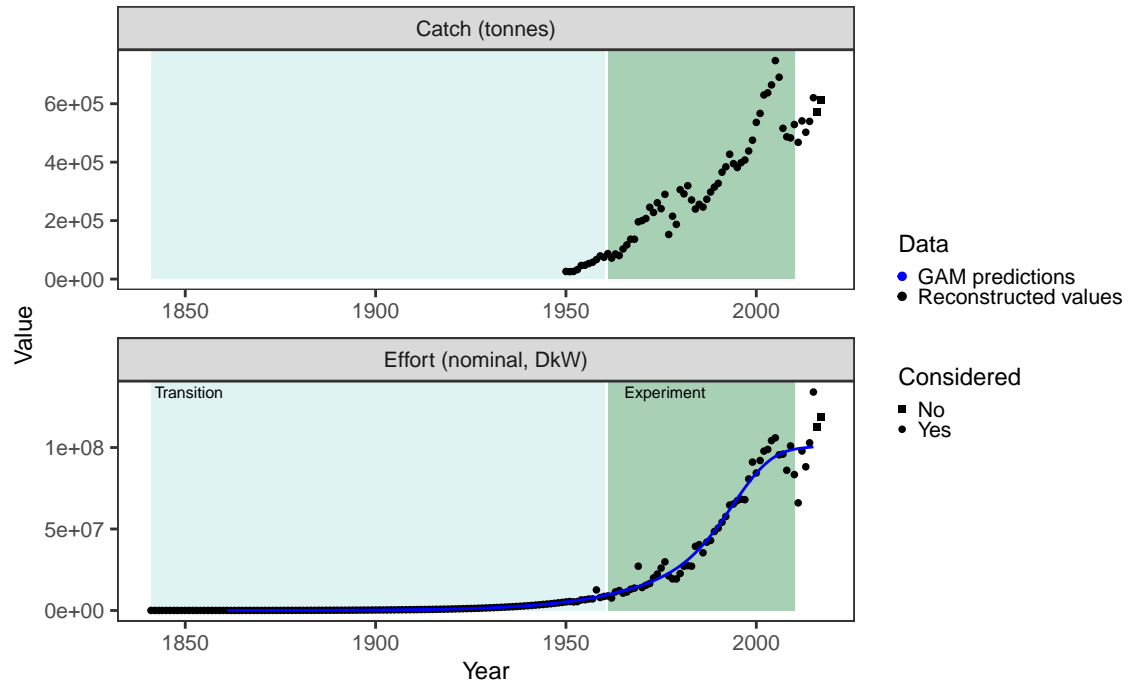 Catch (tonnes)
6e+05
4e+05
2e+05
0e+00
1850 1900 1950 2000
Value
Effort (nominal, DkW)
Transition Experiment
1e+08
5e+07
0e+00
1850 1900 1950 2000
Year
Data
GAM predictions
Reconstructed values
Considered
No
Yes